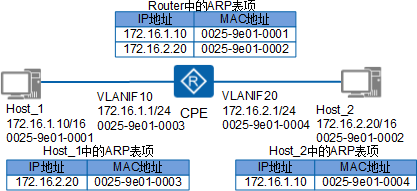 Router中的ARP表项
IP地址 MAC地址
172.16.1.10 0025-9e01-0001
172.16.2.20 0025-9e01-0002
R
Host_1
172.16.1.10/16
0025-9e01-0001
VLANIF10
172.16.1.1/24
0025-9e01-0003
CPE
VLANIF20
172.16.2.1/24
0025-9e01-0004
Host_2
172.16.2.20/16
0025-9e01-0002
Host_1中的ARP表项
IP地址 MAC地址
172.16.2.20 0025-9e01-0003
Host_2中的ARP表项
IP地址 MAC地址
172.16.1.10 0025-9e01-0004